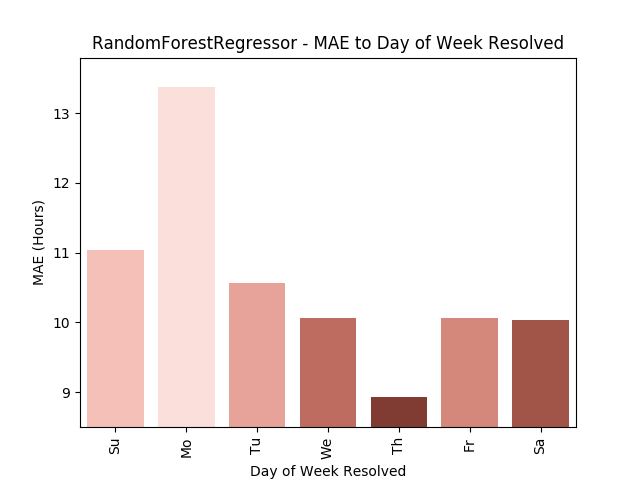 RandomForestRegressor - MAE to Day of Week Resolved
MAE (Hours)
13
12
11
10
9
Su
Mo
Tu
We
Th
Fr
Sa
Day of Week Resolved